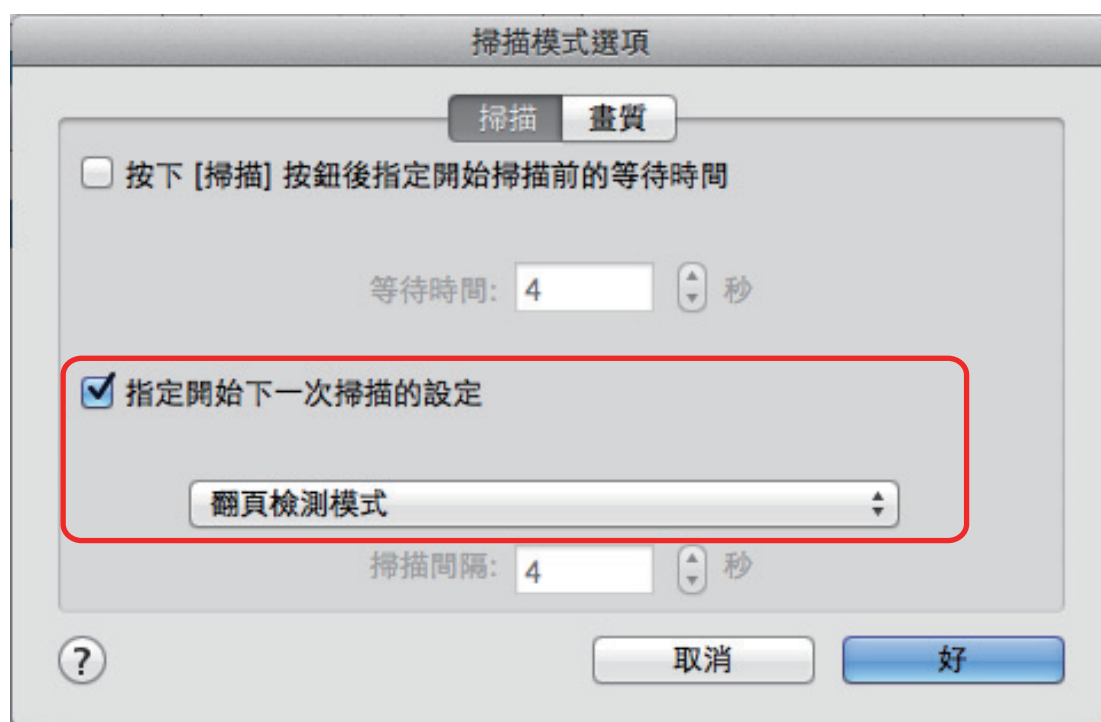 掃描模式選項
掃描 畫質
按下 [掃描] 按鈕後指定開始掃描前的等待時間
等待時間: 4 秒
指定開始下一次掃描的設定
翻頁檢測模式
掃描間隔: 4 秒
? 取消 好